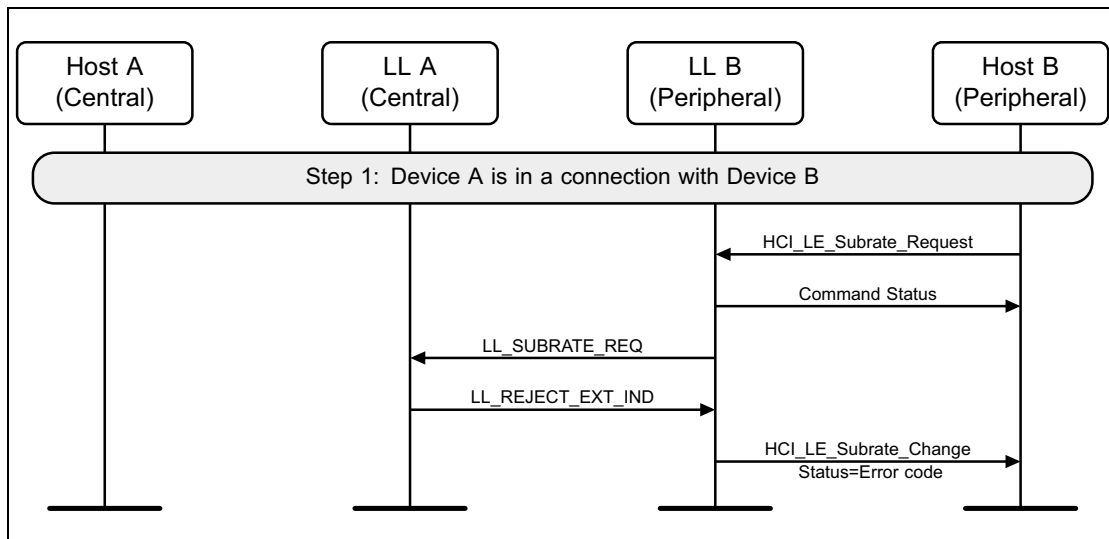 Host A
(Central)
LL A
(Central)
LL B
(Peripheral)
Host B
(Peripheral)
Step 1: Device A is in a connection with Device B
HCI_LE_Subrate_Request
Command Status
LL_SUBRATE_REQ
LL_REJECT_EXT_IND
HCI_LE_Subrate_Change
Status=Error code